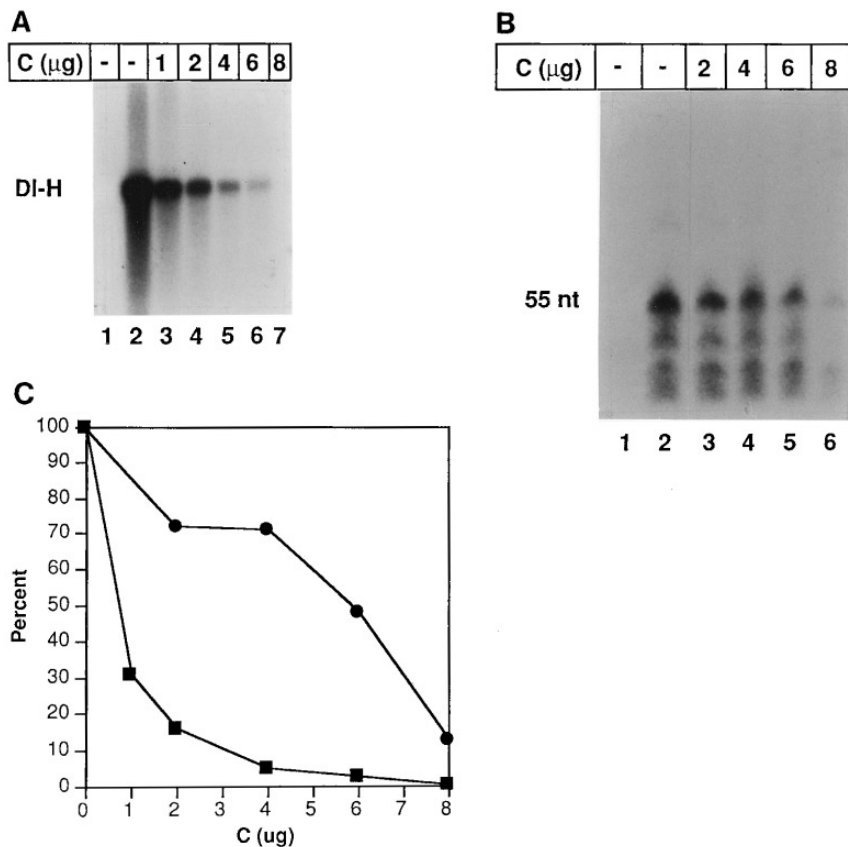 A
C (μg) - - 1 2 4 6 8
DI-H
1 2 3 4 5 6 7
B
C (μg) - - 2 4 6 8
55 nt
1 2 3 4 5 6
C
100
90
80
70
60
50
40
30
20
10
0
Percent
0 1 2 3 4 5 6 7 8
C (ug)